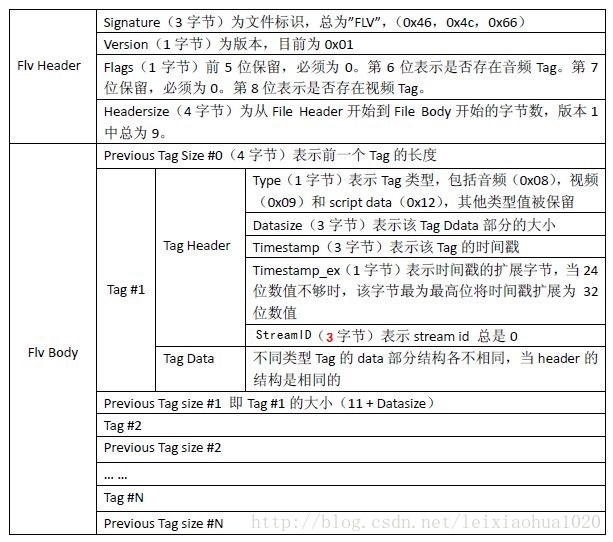 Flv Header
Signature（3 字节）为文件标识，总为”FLV”，（0x46，0x4c，0x66）
Version（1 字节）为版本，目前为 0x01
Flags（1 字节）前 5 位保留，必须为 0。第 6 位表示是否存在音频 Tag。第 7
位保留，必须为 0。第 8 位表示是否存在视频 Tag。
Headersize（4 字节）为从 File Header 开始到 File Body 开始的字节数，版本 1
中总为 9。
Flv Body
Previous Tag Size #0（4 字节）表示前一个 Tag 的长度
Tag #1
Tag Header
Type（1 字节）表示 Tag 类型，包括音频（0x08），视频
（0x09）和 script data（0x12），其他类型值被保留
Datasize（3 字节）表示该 Tag Ddata 部分的大小
Timestamp（3 字节）表示该 Tag 的时间戳
Timestamp_ex（1 字节）表示时间戳的扩展字节，当 24
位数值不够时，该字节最为最高位将时间戳扩展为 32
位数值
StreamID（3 字节）表示 stream id 总是 0
Tag Data
不同类型 Tag 的 data 部分结构各不相同，当 header 的
结构是相同的
Previous Tag size #1 即 Tag #1 的大小（11 + Datasize）
Tag #2
Previous Tag size #2
... ...
Tag #N
Previous Tag size #N
http://blog.csdn.net/leixiaohua1020